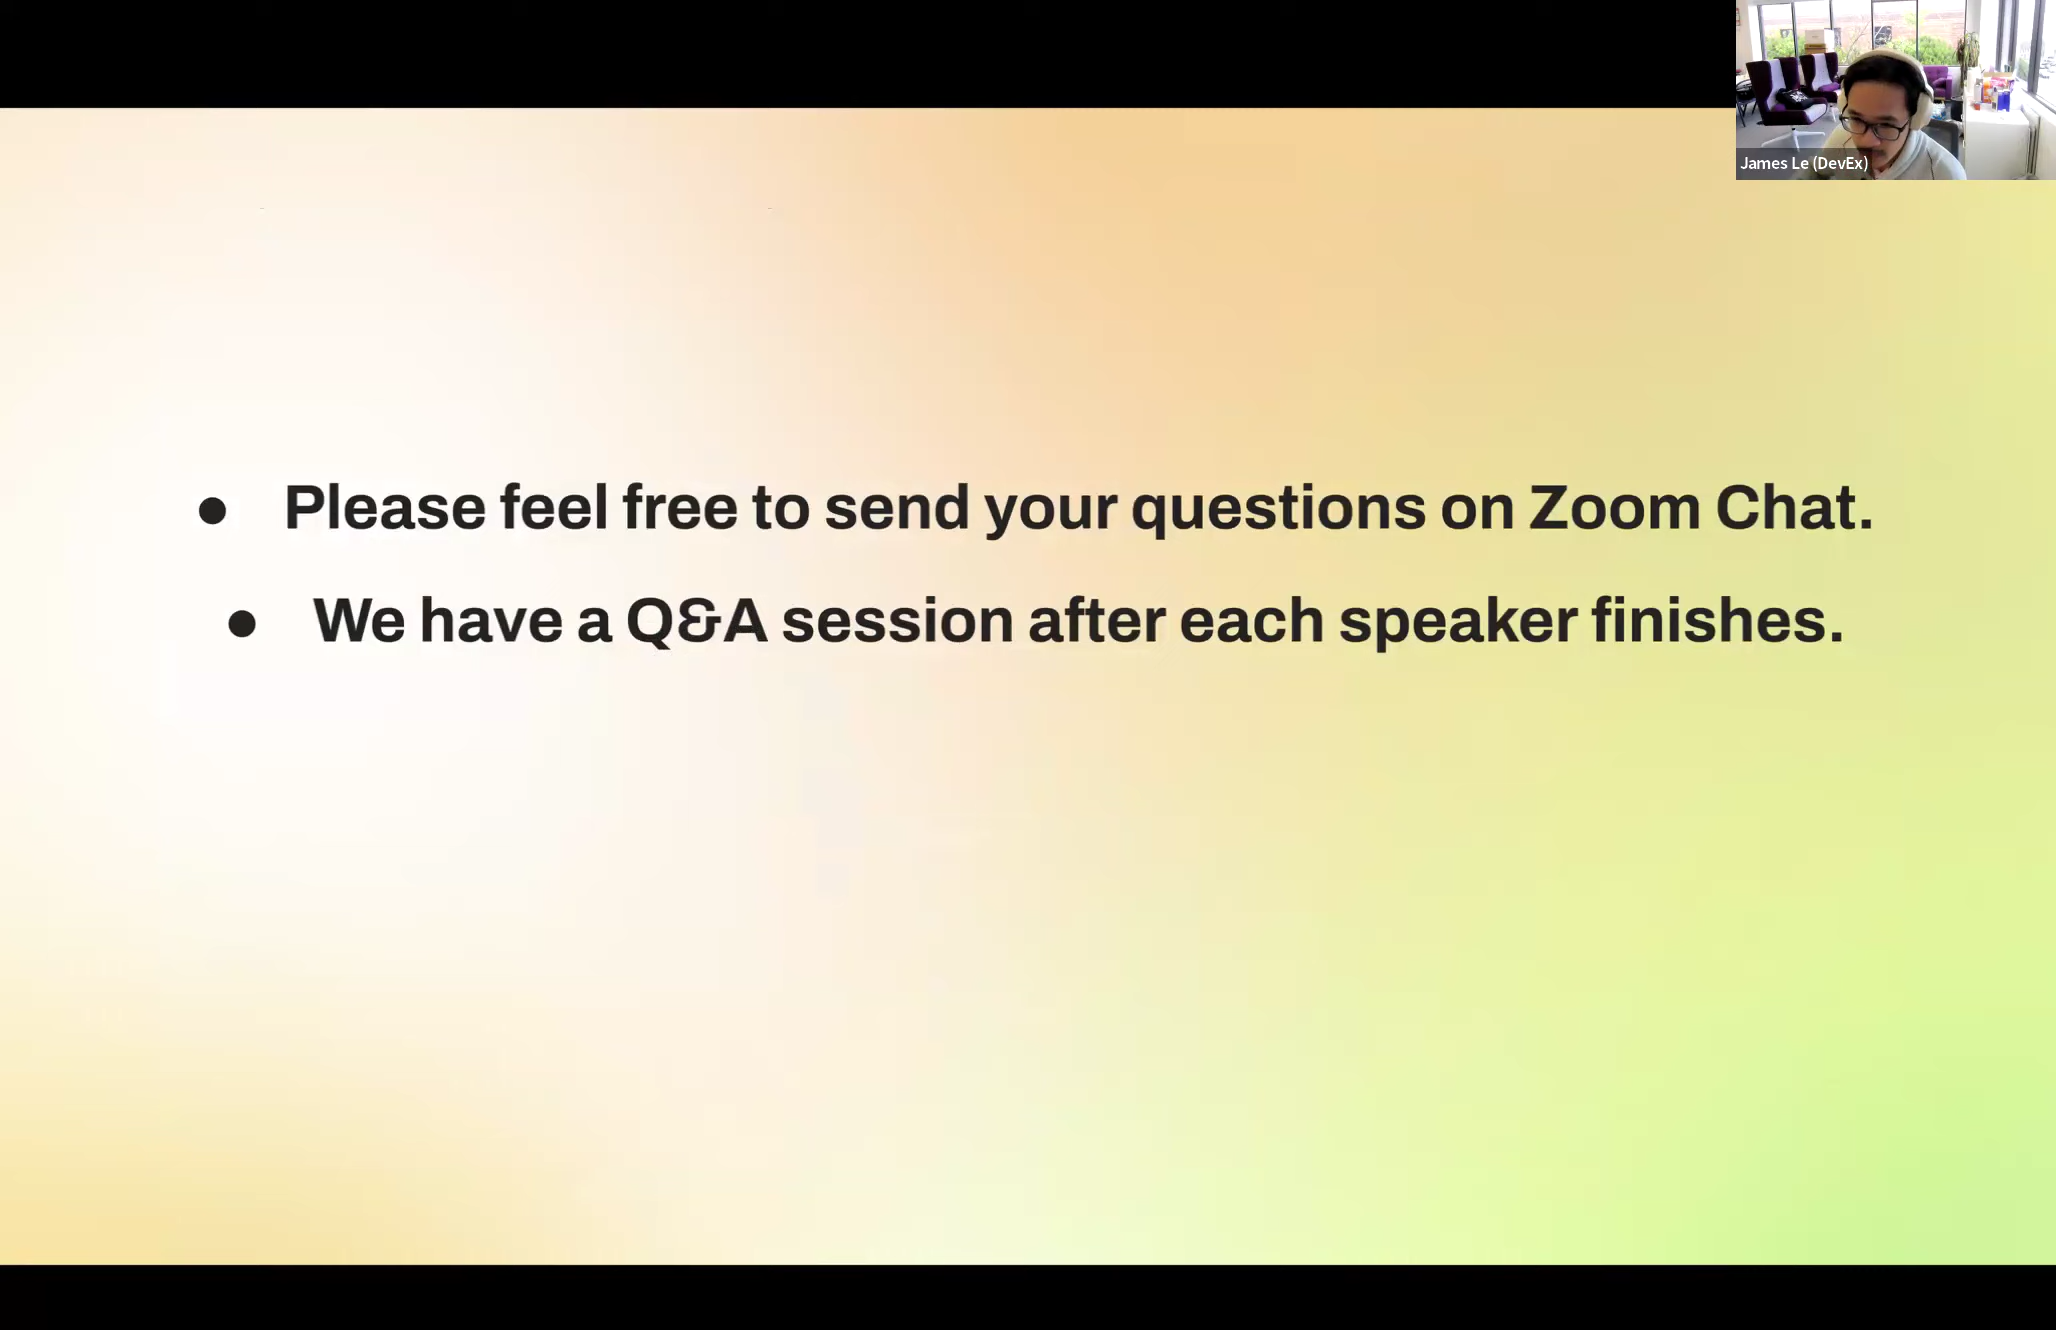 James Le (DevEx)
● Please feel free to send your questions on Zoom Chat.
● We have a Q&A session after each speaker finishes.